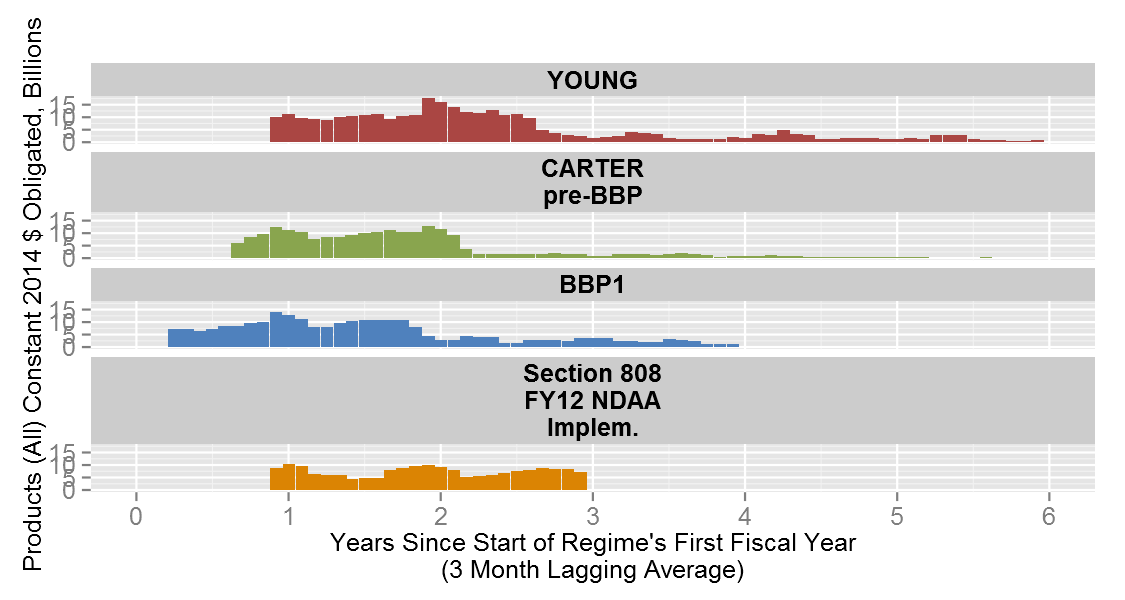 Products (All) Constant 2014 $ Obligated, Billions
YOUNG
15
10
5
0
CARTER
pre-BBP
15
10
5
0
BBP1
15
10
5
0
Section 808
FY12 NDAA
Implem.
15
10
5
0
0 1 2 3 4 5 6
Years Since Start of Regime's First Fiscal Year
(3 Month Lagging Average)